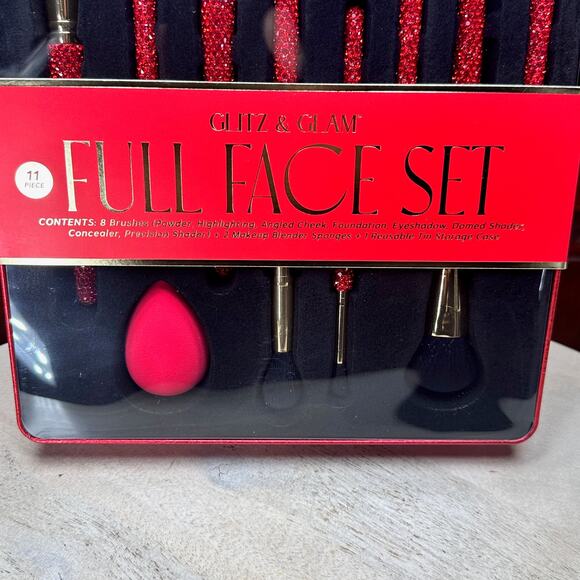 GLITZ & GLAM™
FULL FACE SET
11
PIECE
CONTENTS: 8 Brushes (Powder, Highlighting, Angled Cheek, Foundation, Eyeshadow, Domed Shader,
Concealer, Precision Shader) + 2 Makeup Blender Sponges + 1 Reusable Tin Storage Case